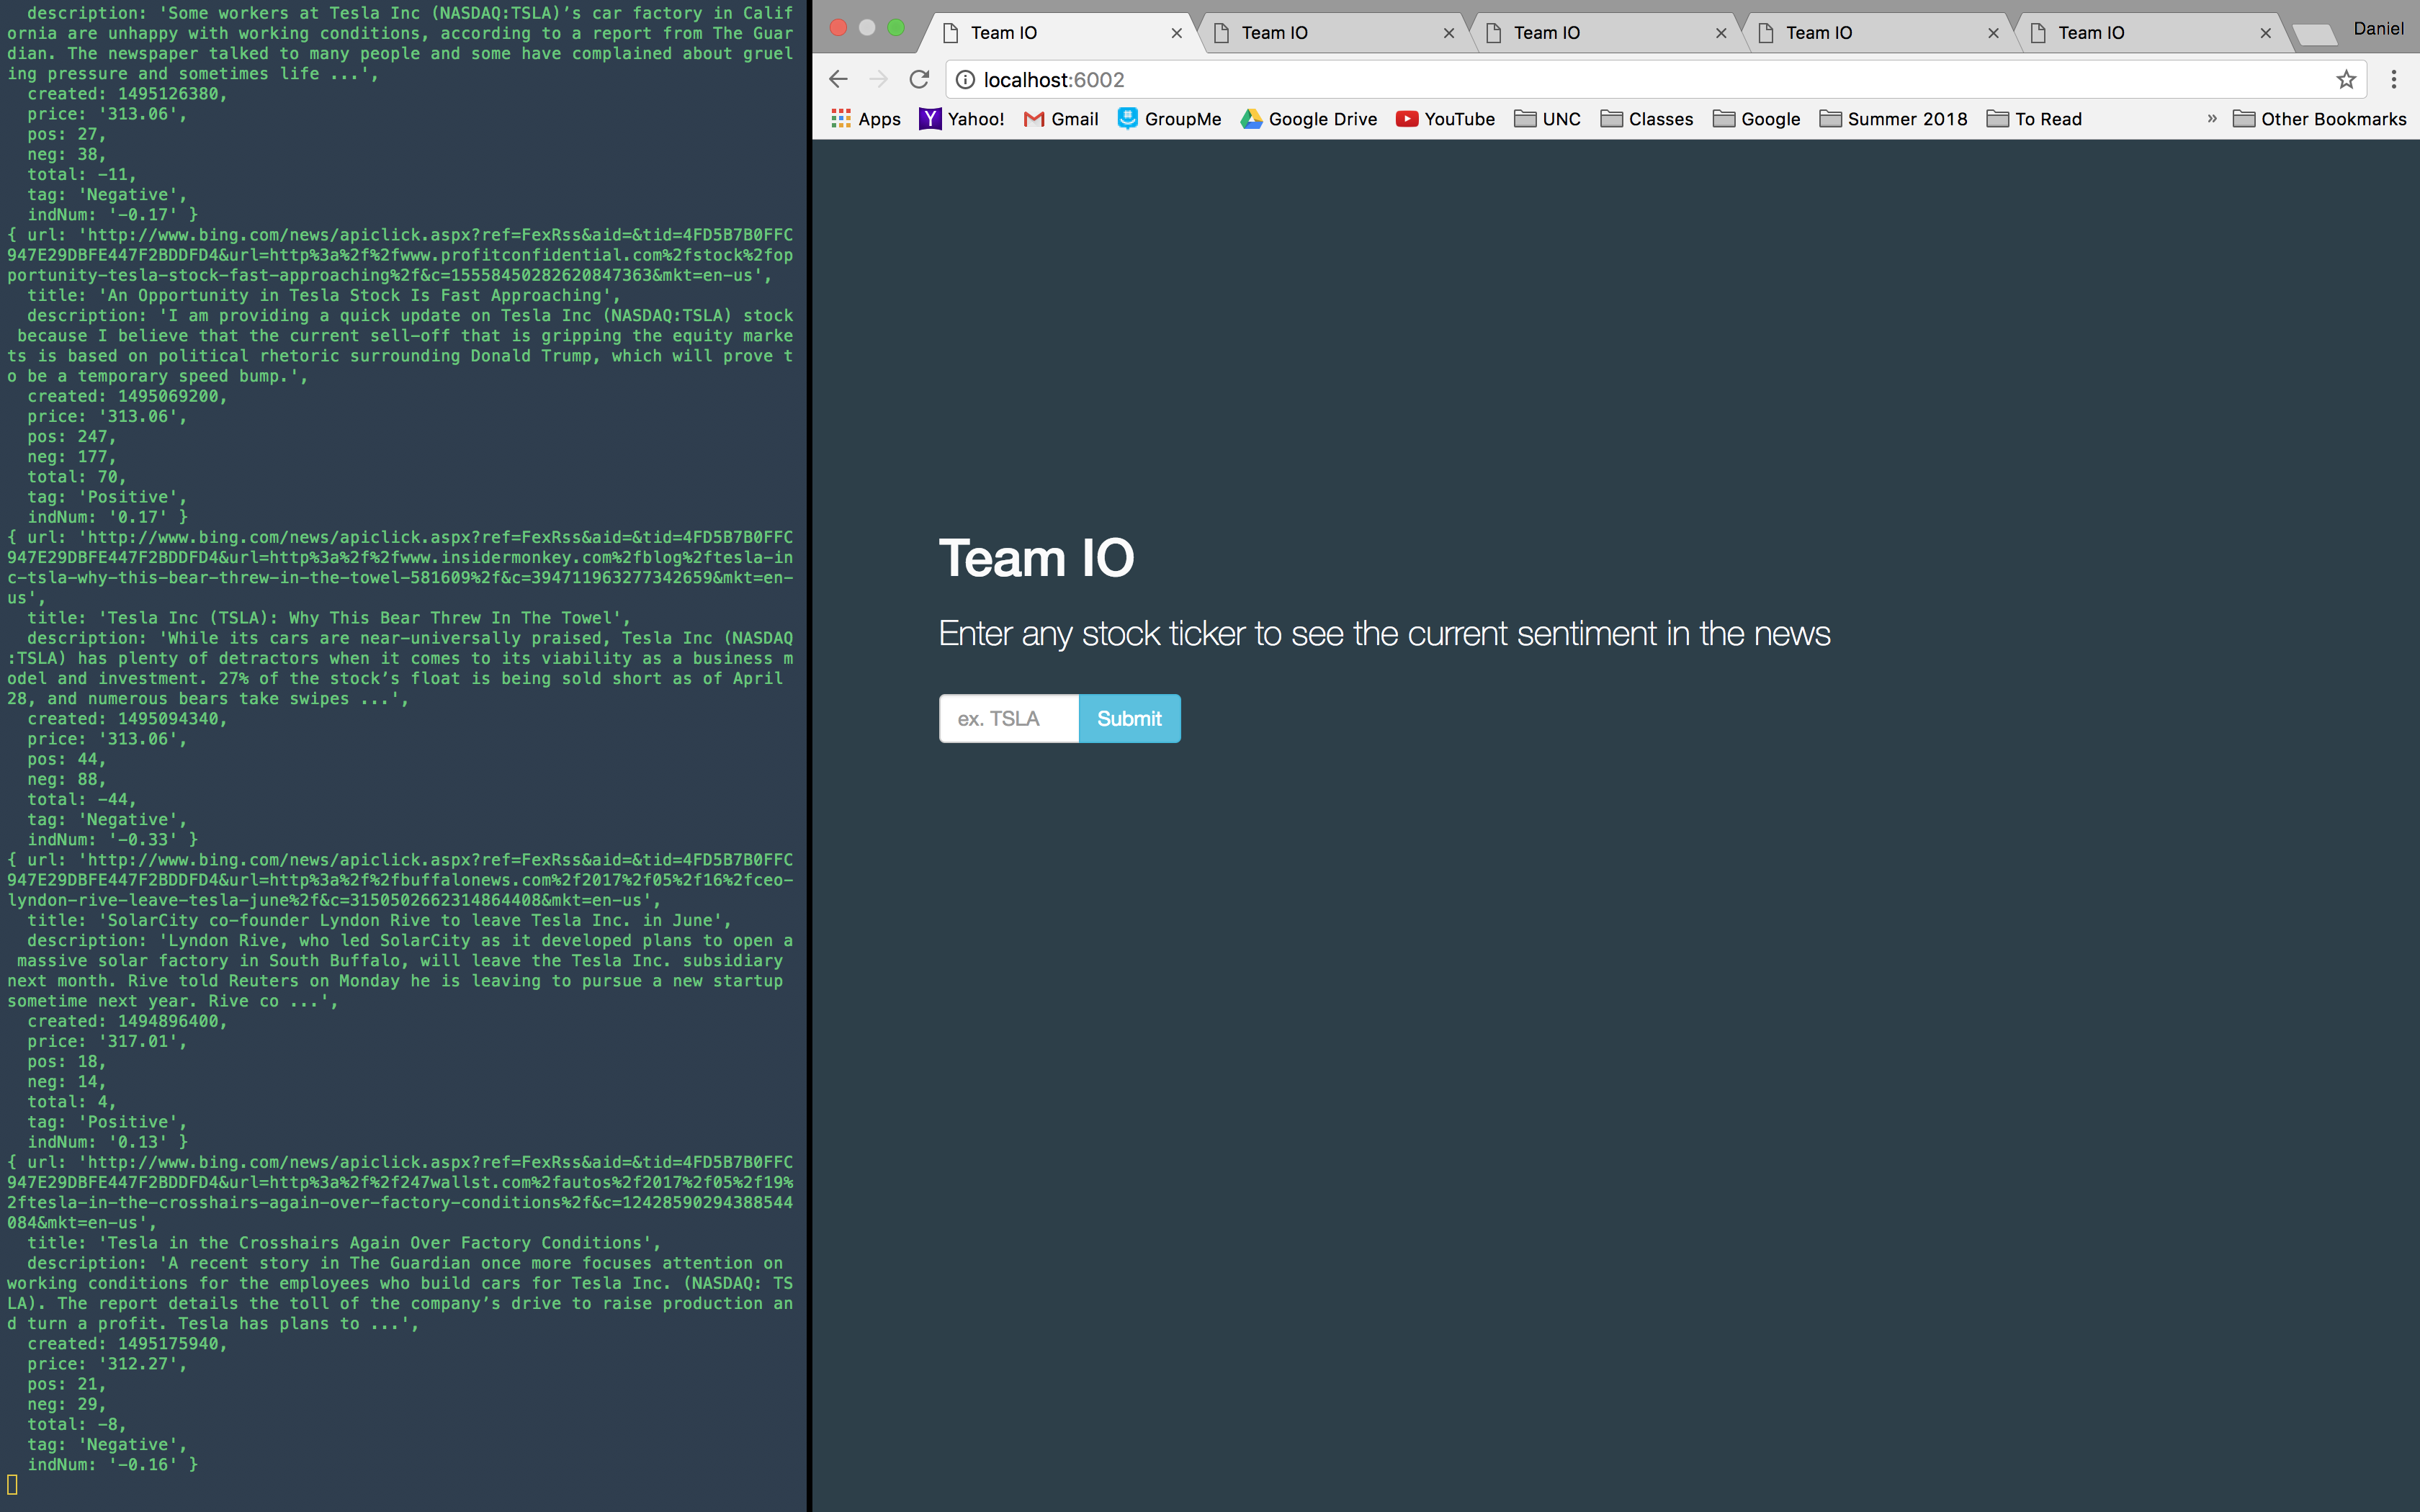 description: 'Some workers at Tesla Inc (NASDAQ:TSLA)’s car factory in Calif
ornia are unhappy with working conditions, according to a report from The Guar
dian. The newspaper talked to many people and some have complained about gruel
ing pressure and sometimes life ...',
created: 1495126380,
price: '313.06',
pos: 27,
neg: 38,
total: -11,
tag: 'Negative',
indNum: '-0.17' }
{ url: 'http://www.bing.com/news/apiclick.aspx?ref=FexRss&aid=&tid=4FD5B7B0FFC
947E29DBFE447F2BDDFD4&url=http%3a%2f%2fwww.profitconfidential.com%2fstock%2fop
portunity-tesla-stock-fast-approaching%2f&c=15558450282620847363&mkt=en-us',
title: 'An Opportunity in Tesla Stock Is Fast Approaching',
description: 'I am providing a quick update on Tesla Inc (NASDAQ:TSLA) stock
because I believe that the current sell-off that is gripping the equity marke
ts is based on political rhetoric surrounding Donald Trump, which will prove t
o be a temporary speed bump.',
created: 1495069200,
price: '313.06',
pos: 247,
neg: 177,
total: 70,
tag: 'Positive',
indNum: '0.17' }
{ url: 'http://www.bing.com/news/apiclick.aspx?ref=FexRss&aid=&tid=4FD5B7B0FFC
947E29DBFE447F2BDDFD4&url=http%3a%2f%2fwww.insidermonkey.com%2fblog%2ftesla-in
c-tsla-why-this-bear-threw-in-the-towel-581609%2f&c=394711963277342659&mkt=en-
us',
title: 'Tesla Inc (TSLA): Why This Bear Threw In The Towel',
description: 'While its cars are near-universally praised, Tesla Inc (NASDAQ
:TSLA) has plenty of detractors when it comes to its viability as a business m
odel and investment. 27% of the stock’s float is being sold short as of April
28, and numerous bears take swipes ...',
created: 1495094340,
price: '313.06',
pos: 44,
neg: 88,
total: -44,
tag: 'Negative',
indNum: '-0.33' }
{ url: 'http://www.bing.com/news/apiclick.aspx?ref=FexRss&aid=&tid=4FD5B7B0FFC
947E29DBFE447F2BDDFD4&url=http%3a%2f%2fbuffalonews.com%2f2017%2f05%2f16%2fceo-
lyndon-rive-leave-tesla-june%2f&c=3150502662314864408&mkt=en-us',
title: 'SolarCity co-founder Lyndon Rive to leave Tesla Inc. in June',
description: 'Lyndon Rive, who led SolarCity as it developed plans to open a
massive solar factory in South Buffalo, will leave the Tesla Inc. subsidiary
next month. Rive told Reuters on Monday he is leaving to pursue a new startup
sometime next year. Rive co ...',
created: 1494896400,
price: '317.01',
pos: 18,
neg: 14,
total: 4,
tag: 'Positive',
indNum: '0.13' }
{ url: 'http://www.bing.com/news/apiclick.aspx?ref=FexRss&aid=&tid=4FD5B7B0FFC
947E29DBFE447F2BDDFD4&url=http%3a%2f%2f247wallst.com%2fautos%2f2017%2f05%2f19%
2ftesla-in-the-crosshairs-again-over-factory-conditions%2f&c=12428590294388544
084&mkt=en-us',
title: 'Tesla in the Crosshairs Again Over Factory Conditions',
description: 'A recent story in The Guardian once more focuses attention on
working conditions for the employees who build cars for Tesla Inc. (NASDAQ: TS
LA). The report details the toll of the company’s drive to raise production an
d turn a profit. Tesla has plans to ...',
created: 1495175940,
price: '312.27',
pos: 21,
neg: 29,
total: -8,
tag: 'Negative',
indNum: '-0.16' }
Team IO Team IO Team IO Team IO Team IO Daniel
localhost:6002
Apps Yahoo! Gmail GroupMe Google Drive YouTube UNC Classes Google Summer 2018 To Read » Other Bookmarks
Team IO
Enter any stock ticker to see the current sentiment in the news
ex. TSLA Submit